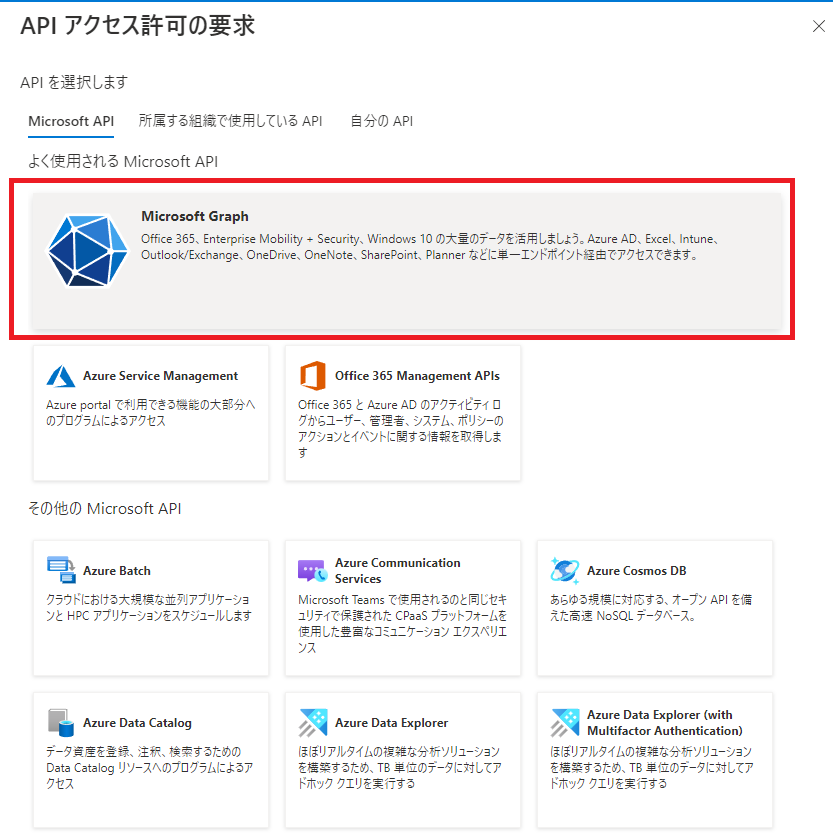 API アクセス許可の要求
API を選択します
Microsoft API
所属する組織で使用している API
自分の API
よく使用される Microsoft API
Microsoft Graph
Office 365、Enterprise Mobility + Security、Windows 10 の大量のデータを活用しましょう。Azure AD、Excel、Intune、
Outlook/Exchange、OneDrive、OneNote、SharePoint、Planner などに単一エンドポイント経由でアクセスできます。
Azure Service Management
Azure portal で利用できる機能の大部分へ
のプログラムによるアクセス
Office 365 Management APIs
Office 365 と Azure AD のアクティビティ ロ
グからユーザー、管理者、システム、ポリシーの
アクションとイベントに関する情報を取得しま
す
その他の Microsoft API
Azure Batch
クラウドにおける大規模な並列アプリケーショ
ンと HPC アプリケーションをスケジュールします
Azure Communication
Services
Microsoft Teams で使用されるのと同じセキ
ュリティで保護された CPaaS プラットフォームを
使用した豊富なコミュニケーション エクスペリエ
ンス
Azure Cosmos DB
あらゆる規模に対応する、オープン API を備
えた高速 NoSQL データベース。
Azure Data Catalog
データ資産を登録、注釈、検索するための
Data Catalog リソースへのプログラムによるア
クセス
Azure Data Explorer
ほぼリアルタイムの複雑な分析ソリューション
を構築するため、TB 単位のデータに対してア
ドホック クエリを実行する
Azure Data Explorer (with
Multifactor Authentication)
ほぼリアルタイムの複雑な分析ソリューション
を構築するため、TB 単位のデータに対してア
ドホック クエリを実行する